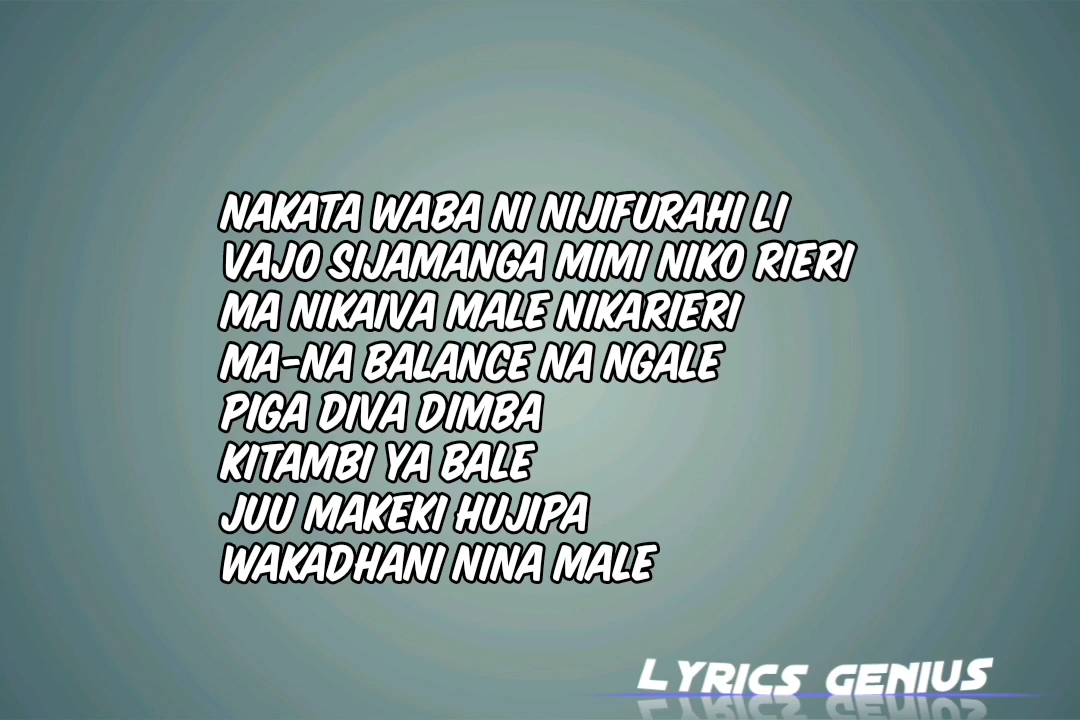 NAKATA WABA NI NIJIFURAHI LI
VAJO SIJAMANGA MIMI NIKO RIERI
MA NIKAIVA MALE NIKARIERI
MA-NA BALANCE NA NGALE
PIGA DIVA DIMBA
KITAMBI YA BALE
JUU MAKEKI HUJIPA
WAKADHANI NINA MALE
LYRICS GENIUS